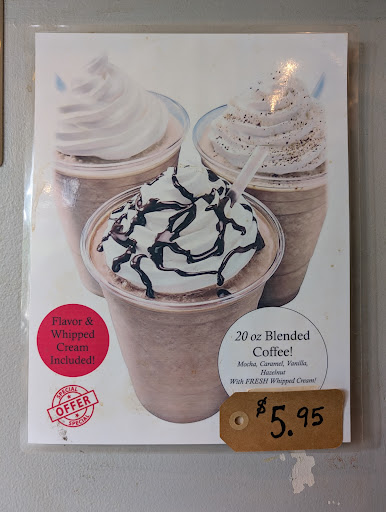 Flavor &
Whipped
Cream
Included!
SPECIAL
OFFER
SPECIAL
20 oz Blended
Coffee!
Mocha, Caramel, Vanilla,
Hazelnut
With FRESH Whipped Cream!
$5.95